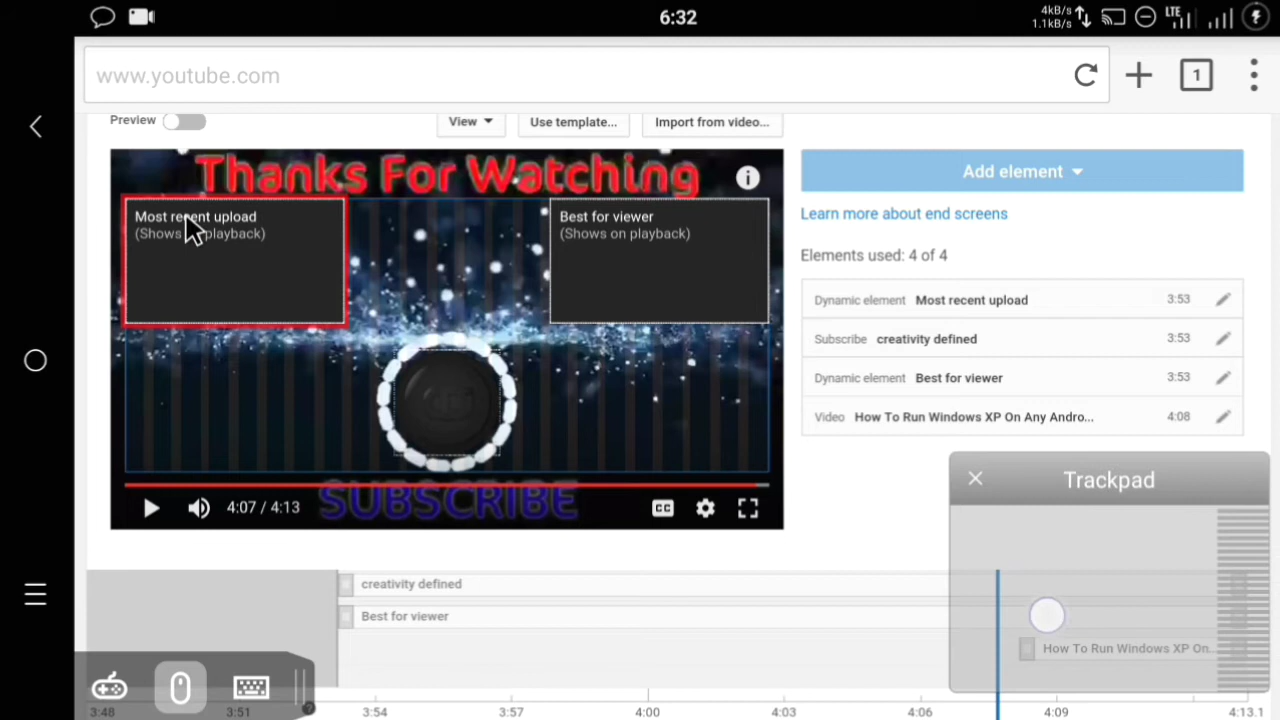 6:32
4kB/s
1.1kB/s
LTE
www.youtube.com
1
Preview
View
Use template...
Import from video...
Thanks For Watching
Most recent upload
(Shows playback)
Best for viewer
(Shows on playback)
SUBSCRIBE
4:07 / 4:13
CC
Add element
Learn more about end screens
Elements used: 4 of 4
Dynamic element Most recent upload 3:53
Subscribe creativity defined 3:53
Dynamic element Best for viewer 3:53
Video How To Run Windows XP On Any Andro... 4:08
Trackpad
creativity defined
Best for viewer
How To Run Windows XP On
3:48 3:51 3:54 3:57 4:00 4:03 4:06 4:09 4:13.1